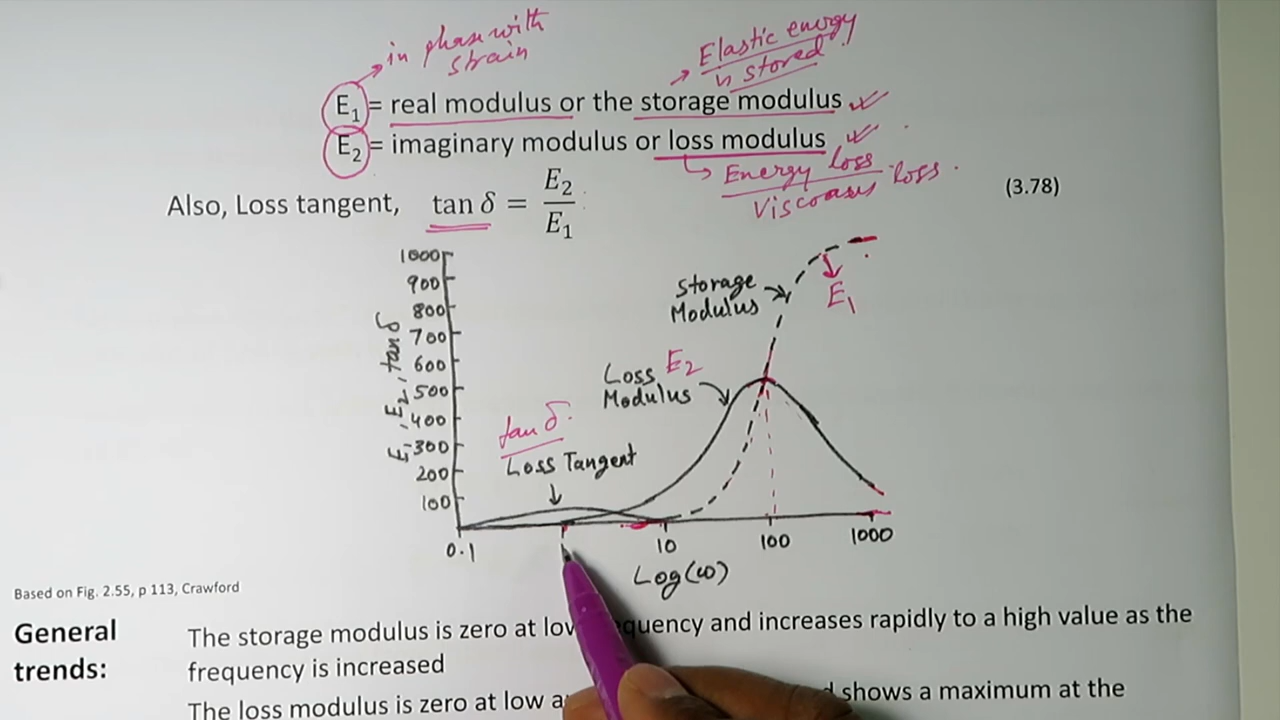 in phase with
strain
Elastic energy
is stored
E1 = real modulus or the storage modulus
E2 = imaginary modulus or loss modulus
Energy loss
Viscous loss
Also, Loss tangent, tan δ = E2/E1
(3.78)
1000
900
800
700
600
500
400
300
200
100
E1, E2, tan δ
Storage
Modulus
E1
Loss E2
Modulus
tan δ
Loss Tangent
0.1
10
100
1000
Log(ω)
Based on Fig. 2.55, p 113, Crawford
General
trends:
The storage modulus is zero at low frequency and increases rapidly to a high value as the
frequency is increased
The loss modulus is zero at low shows a maximum at the